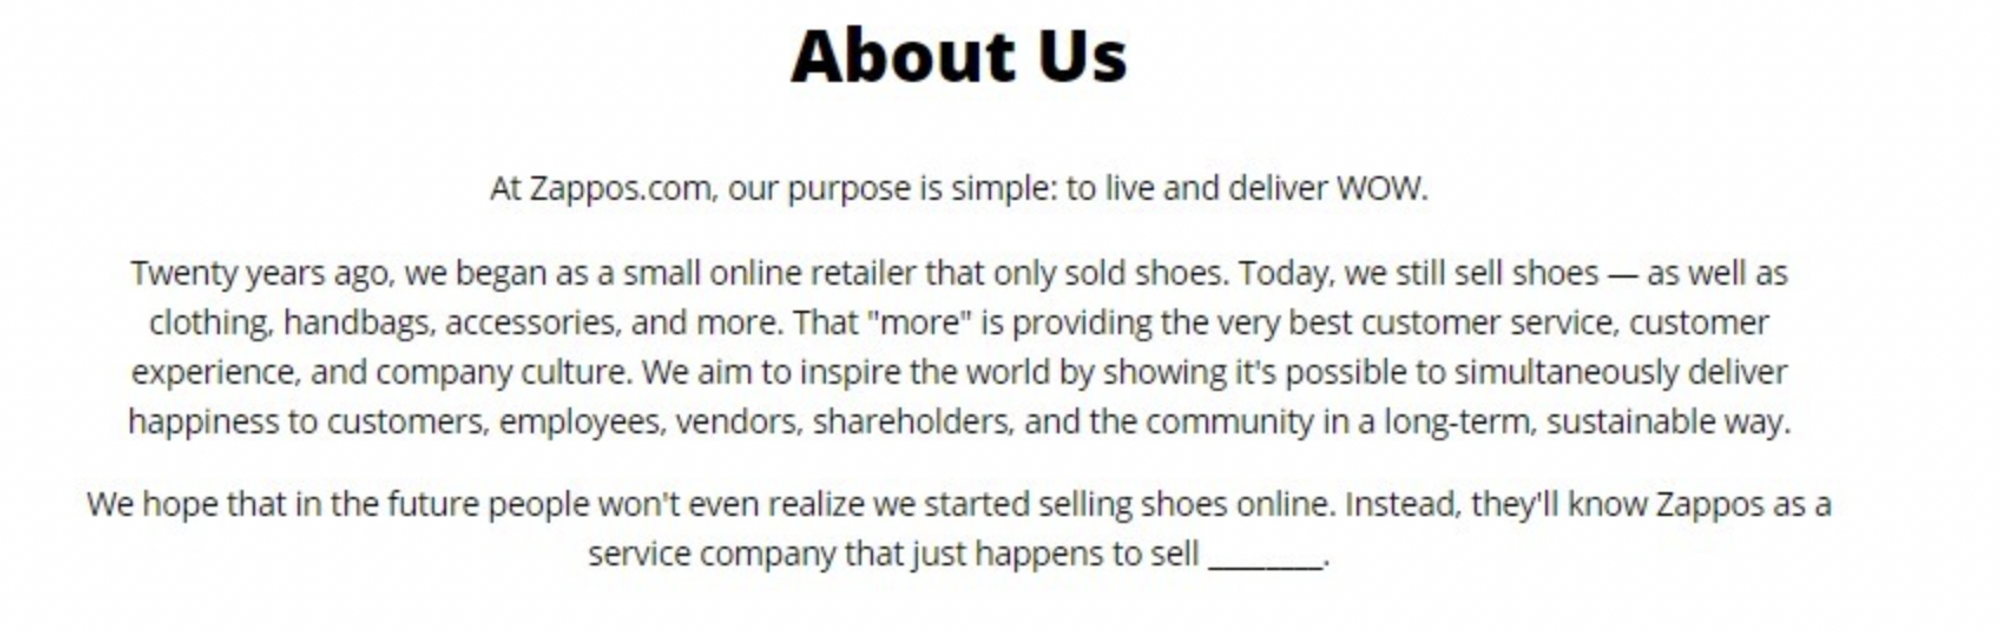 About Us
At Zappos.com, our purpose is simple: to live and deliver WOW.
Twenty years ago, we began as a small online retailer that only sold shoes. Today, we still sell shoes — as well as
clothing, handbags, accessories, and more. That "more" is providing the very best customer service, customer
experience, and company culture. We aim to inspire the world by showing it's possible to simultaneously deliver
happiness to customers, employees, vendors, shareholders, and the community in a long-term, sustainable way.
We hope that in the future people won't even realize we started selling shoes online. Instead, they'll know Zappos as a
service company that just happens to sell ________.